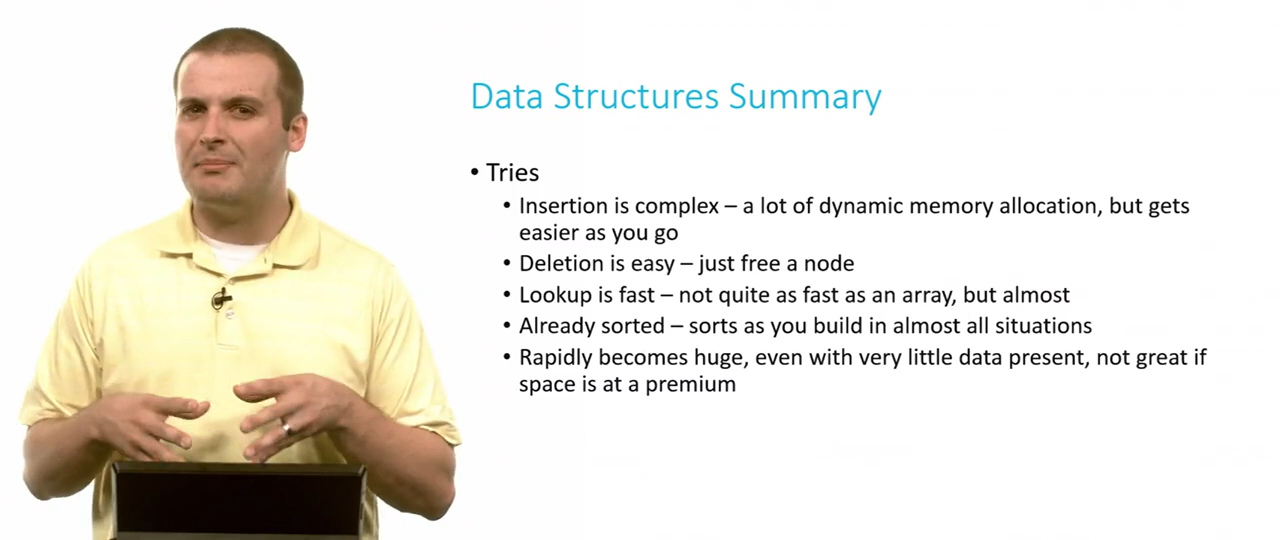 Data Structures Summary
• Tries
• Insertion is complex – a lot of dynamic memory allocation, but gets
easier as you go
• Deletion is easy – just free a node
• Lookup is fast – not quite as fast as an array, but almost
• Already sorted – sorts as you build in almost all situations
• Rapidly becomes huge, even with very little data present, not great if
space is at a premium